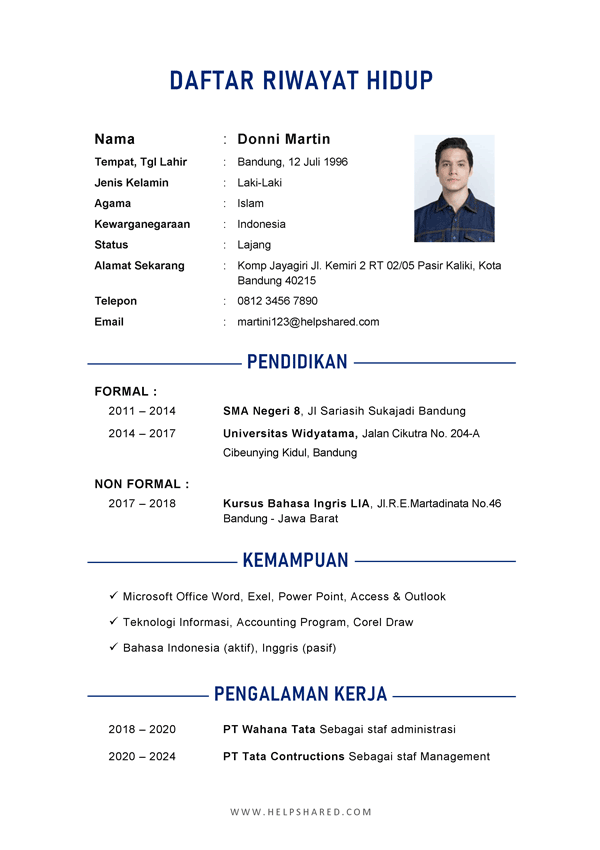 DAFTAR RIWAYAT HIDUP
Nama : Donni Martin
Tempat, Tgl Lahir : Bandung, 12 Juli 1996
Jenis Kelamin : Laki-Laki
Agama : Islam
Kewarganegaraan : Indonesia
Status : Lajang
Alamat Sekarang : Komp Jayagiri Jl. Kemiri 2 RT 02/05 Pasir Kaliki, Kota
Bandung 40215
Telepon : 0812 3456 7890
Email : martini123@helpshared.com
PENDIDIKAN
FORMAL :
2011 – 2014 SMA Negeri 8, Jl Sariasih Sukajadi Bandung
2014 – 2017 Universitas Widyatama, Jalan Cikutra No. 204-A
Cibeunying Kidul, Bandung
NON FORMAL :
2017 – 2018 Kursus Bahasa Ingris LIA, Jl.R.E.Martadinata No.46
Bandung - Jawa Barat
KEMAMPUAN
✓ Microsoft Office Word, Exel, Power Point, Access & Outlook
✓ Teknologi Informasi, Accounting Program, Corel Draw
✓ Bahasa Indonesia (aktif), Inggris (pasif)
PENGALAMAN KERJA
2018 – 2020 PT Wahana Tata Sebagai staf administrasi
2020 – 2024 PT Tata Contructions Sebagai staf Management
WWW.HELPSHARED.COM